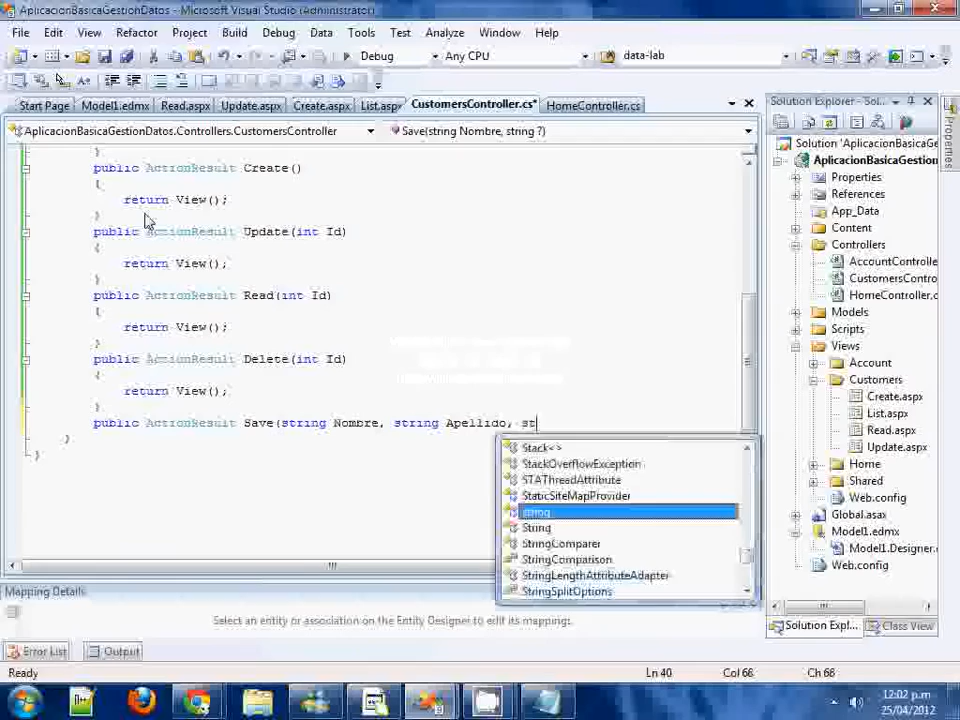 AplicacionBasicaGestionDatos - Microsoft Visual Studio (Administrator)
File Edit View Refactor Project Build Debug Data Tools Test Analyze Window Help
Debug Any CPU data-lab
Start Page Model1.edmx Read.aspx Update.aspx Create.aspx List.aspx CustomersController.cs* HomeController.cs
AplicacionBasicaGestionDatos.Controllers.CustomersController Save(string Nombre, string ?)
}
public ActionResult Create()
{
return View();
}
public ActionResult Update(int Id)
{
return View();
}
public ActionResult Read(int Id)
{
return View();
}
public ActionResult Delete(int Id)
{
return View();
}
public ActionResult Save(string Nombre, string Apellido, st
}
}
Stack<>
StackOverflowException
STAThreadAttribute
StaticSiteMapProvider
string
String
StringComparer
StringComparison
StringLengthAttributeAdapter
StringSplitOptions
Solution Explorer - Sol...
Solution 'AplicacionBasicaGestion
AplicacionBasicaGestion
Properties
References
App_Data
Content
Controllers
AccountControlle
CustomersContro
HomeController.c
Models
Scripts
Views
Account
Customers
Create.aspx
List.aspx
Read.aspx
Update.aspx
Home
Shared
Web.config
Global.asax
Model1.edmx
Model1.Designer.
Web.config
Solution Expl... Class View
Properties
Mapping Details
Select an entity or association on the Entity Designer to edit its mappings.
Error List Output
Ready Ln 40 Col 66 Ch 66
12:02 p.m.
25/04/2012